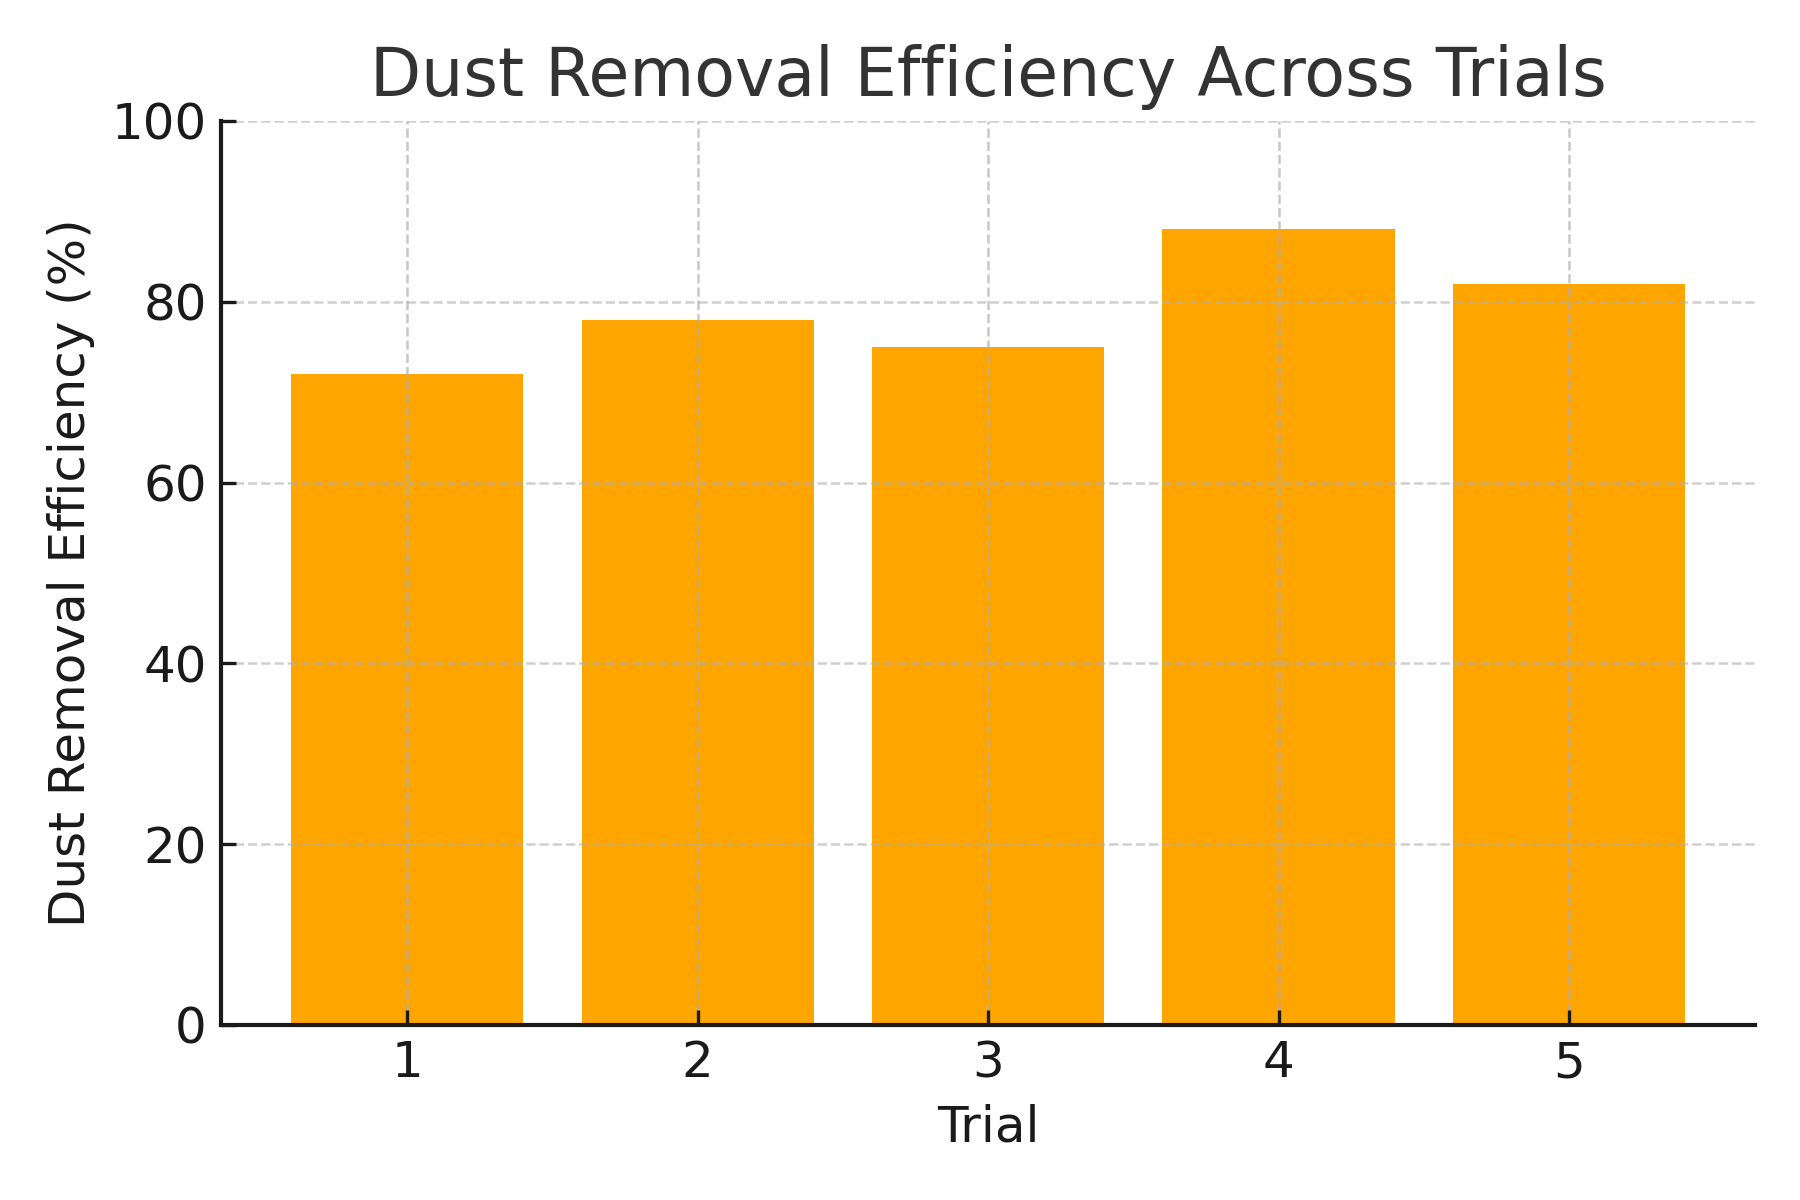 Dust Removal Efficiency Across Trials
Dust Removal Efficiency (%)
100
80
60
40
20
0
1 2 3 4 5
Trial